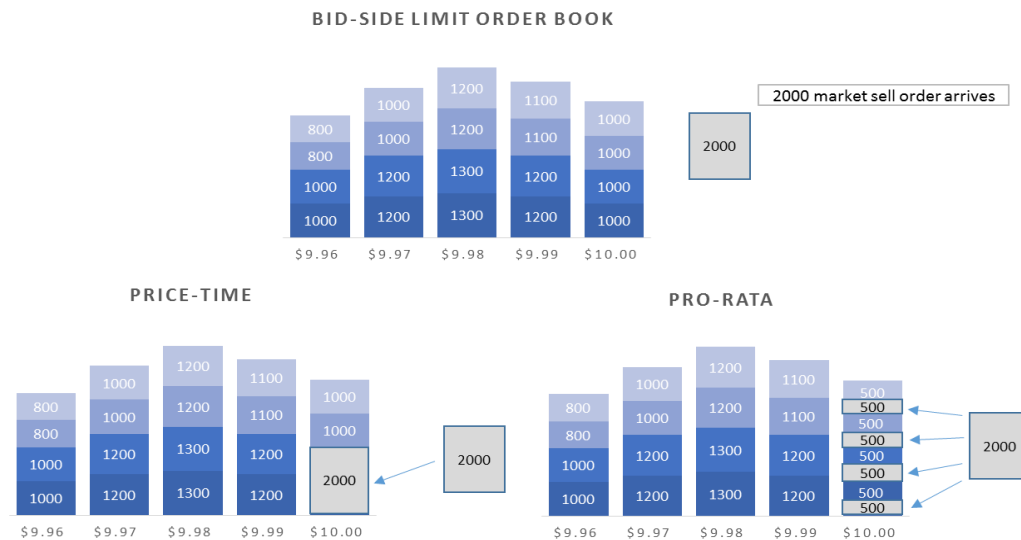 BID-SIDE LIMIT ORDER BOOK
2000 market sell order arrives
800 1000 1200 1100 1000
800 1000 1200 1100 1000
1000 1200 1300 1200 1000
1000 1200 1300 1200 1000
2000
$9.96 $9.97 $9.98 $9.99 $10.00
PRICE-TIME
800 1000 1200 1100 1000
800 1000 1200 1100 1000
1000 1200 1300 1200
1000 1200 1300 1200
2000
2000
$9.96 $9.97 $9.98 $9.99 $10.00
PRO-RATA
800 1000 1200 1100 500
500
800 1000 1200 1100 500
500
1000 1200 1300 1200 500
500
1000 1200 1300 1200 500
500
2000
$9.96 $9.97 $9.98 $9.99 $10.00